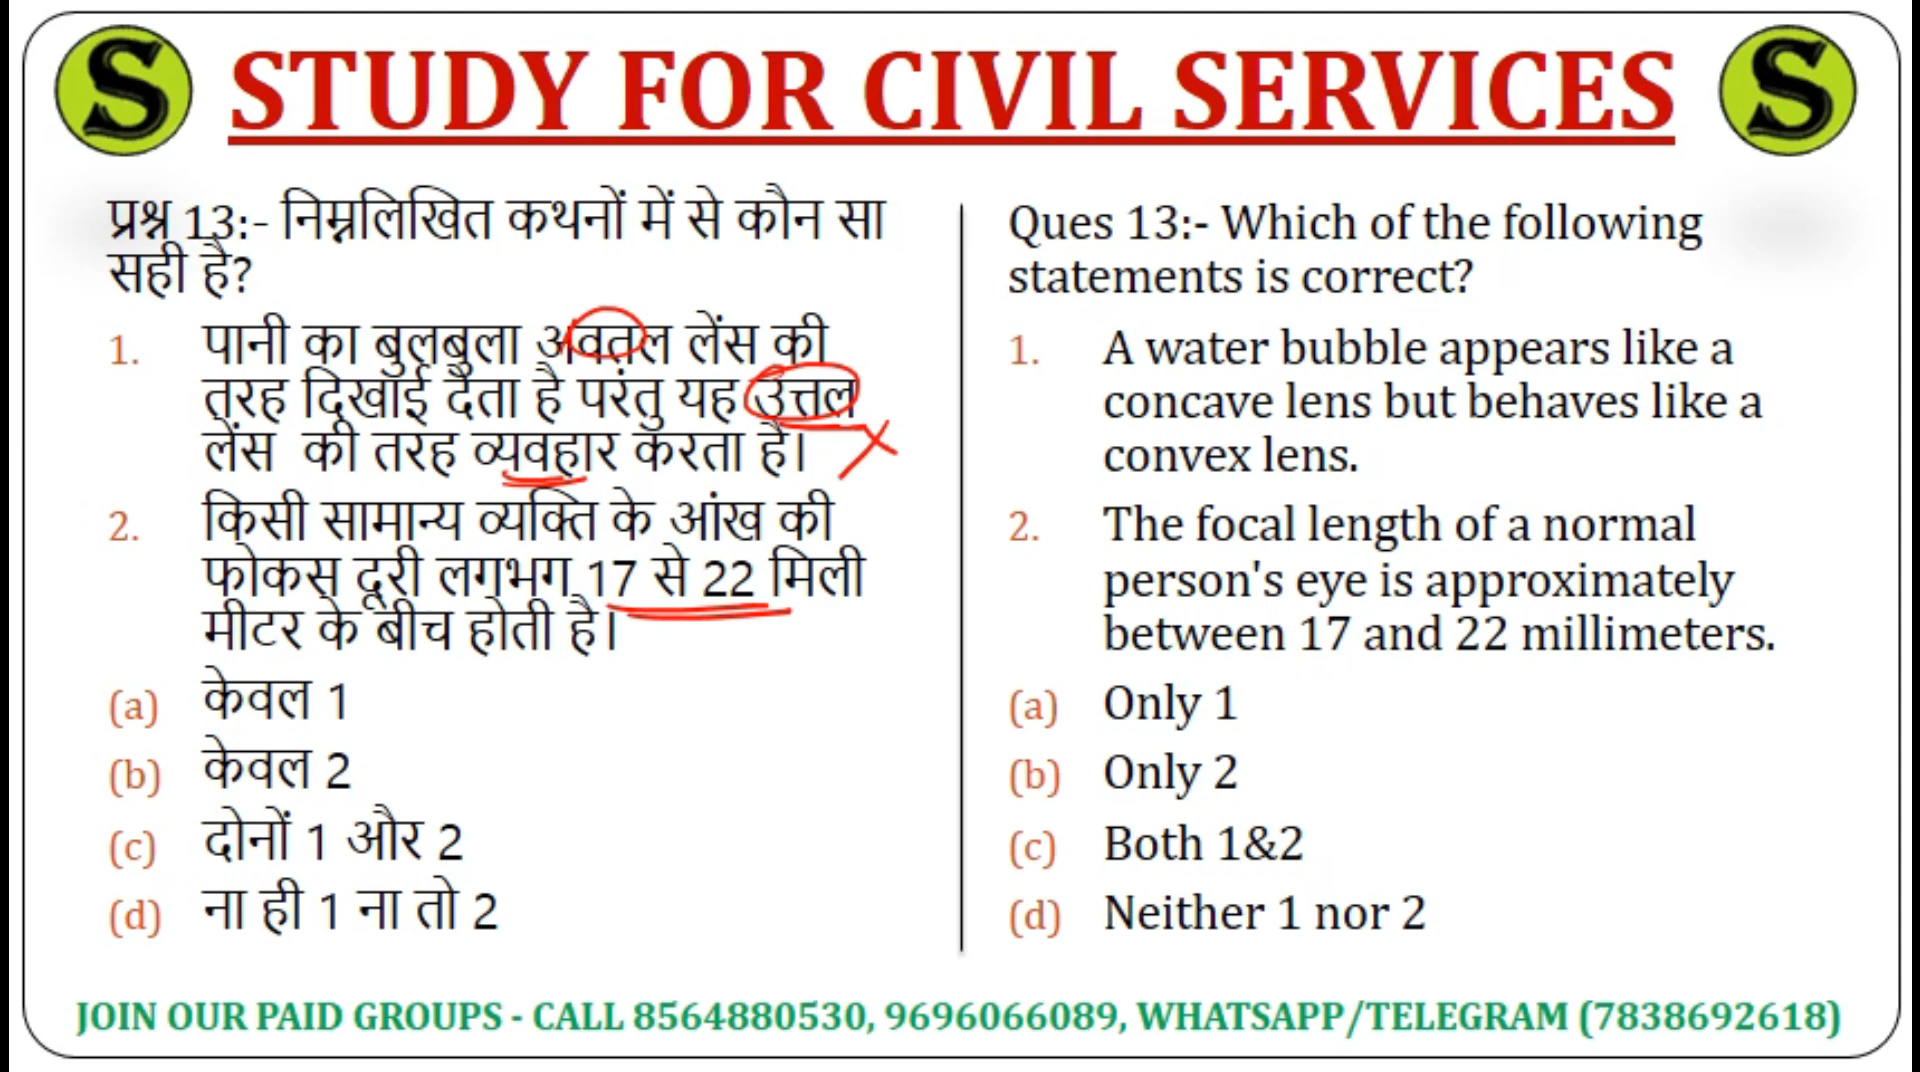 S STUDY FOR CIVIL SERVICES S
प्रश्न 13:- निम्नलिखित कथनों में से कौन सा
सही है?
1. पानी का बुलबुला अवतल लेंस की
तरह दिखाई देता है परंतु यह उत्तल
लेंस की तरह व्यवहार करता है।
2. किसी सामान्य व्यक्ति के आंख की
फोकस दूरी लगभग 17 से 22 मिली
मीटर के बीच होती है।
(a) केवल 1
(b) केवल 2
(c) दोनों 1 और 2
(d) ना ही 1 ना तो 2
Ques 13:- Which of the following
statements is correct?
1. A water bubble appears like a
concave lens but behaves like a
convex lens.
2. The focal length of a normal
person's eye is approximately
between 17 and 22 millimeters.
(a) Only 1
(b) Only 2
(c) Both 1&2
(d) Neither 1 nor 2
JOIN OUR PAID GROUPS - CALL 8564880530, 9696066089, WHATSAPP/TELEGRAM (7838692618)